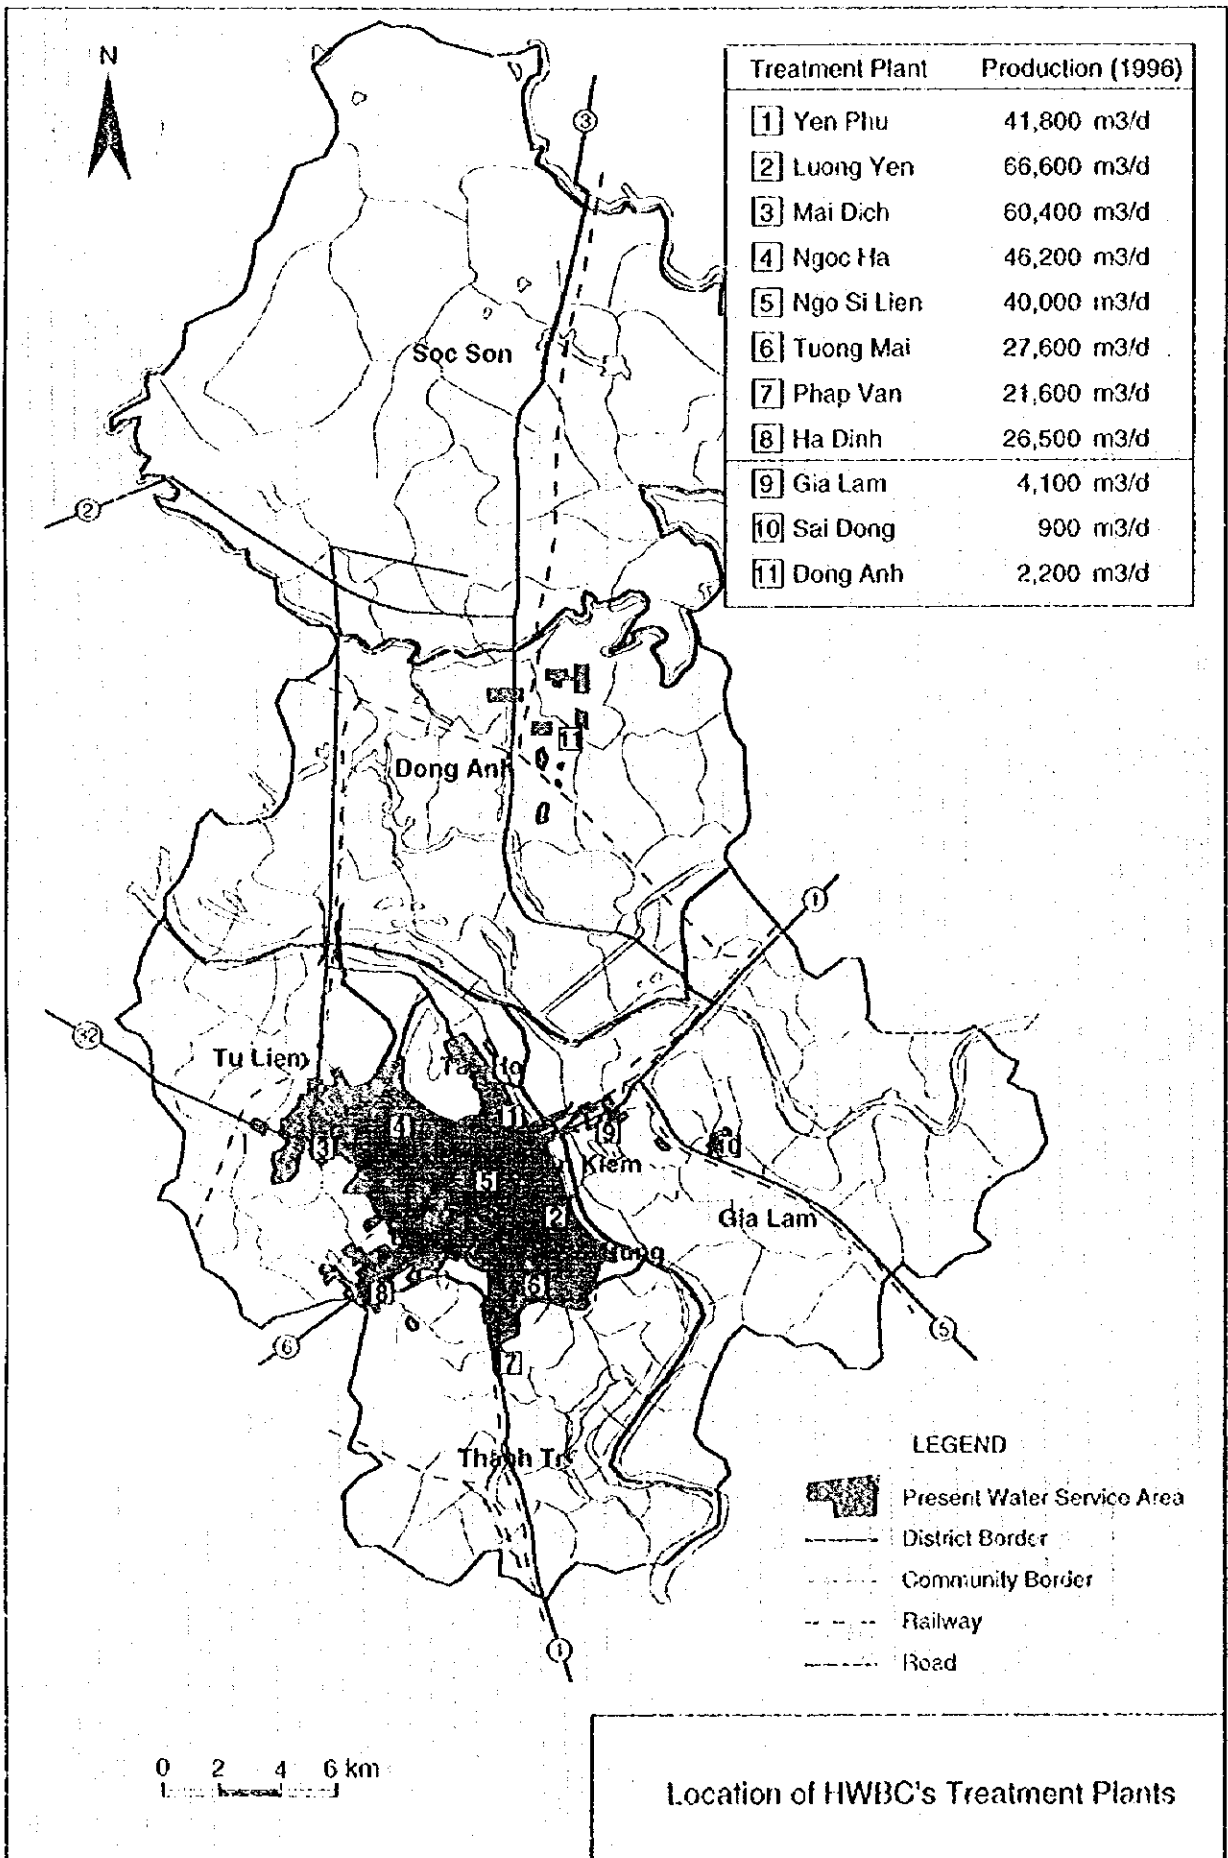 N
Treatment Plant Production (1996)
1 Yen Phu 41,800 m3/d
2 Luong Yen 66,600 m3/d
3 Mai Dich 60,400 m3/d
4 Ngoc Ha 46,200 m3/d
5 Ngo Si Lien 40,000 m3/d
6 Tuong Mai 27,600 m3/d
7 Phap Van 21,600 m3/d
8 Ha Dinh 26,500 m3/d
9 Gia Lam 4,100 m3/d
10 Sai Dong 900 m3/d
11 Dong Anh 2,200 m3/d
3
Soc Son
2
11
Dong Anh
1
32
Tu Liem
4
1
3
9
10
Kiem
5
2
Gia Lam
6
8
6
5
7
Thanh Tri
1
LEGEND
Present Water Service Area
District Border
Community Border
Railway
Road
0 2 4 6 km
Location of HWBC's Treatment Plants